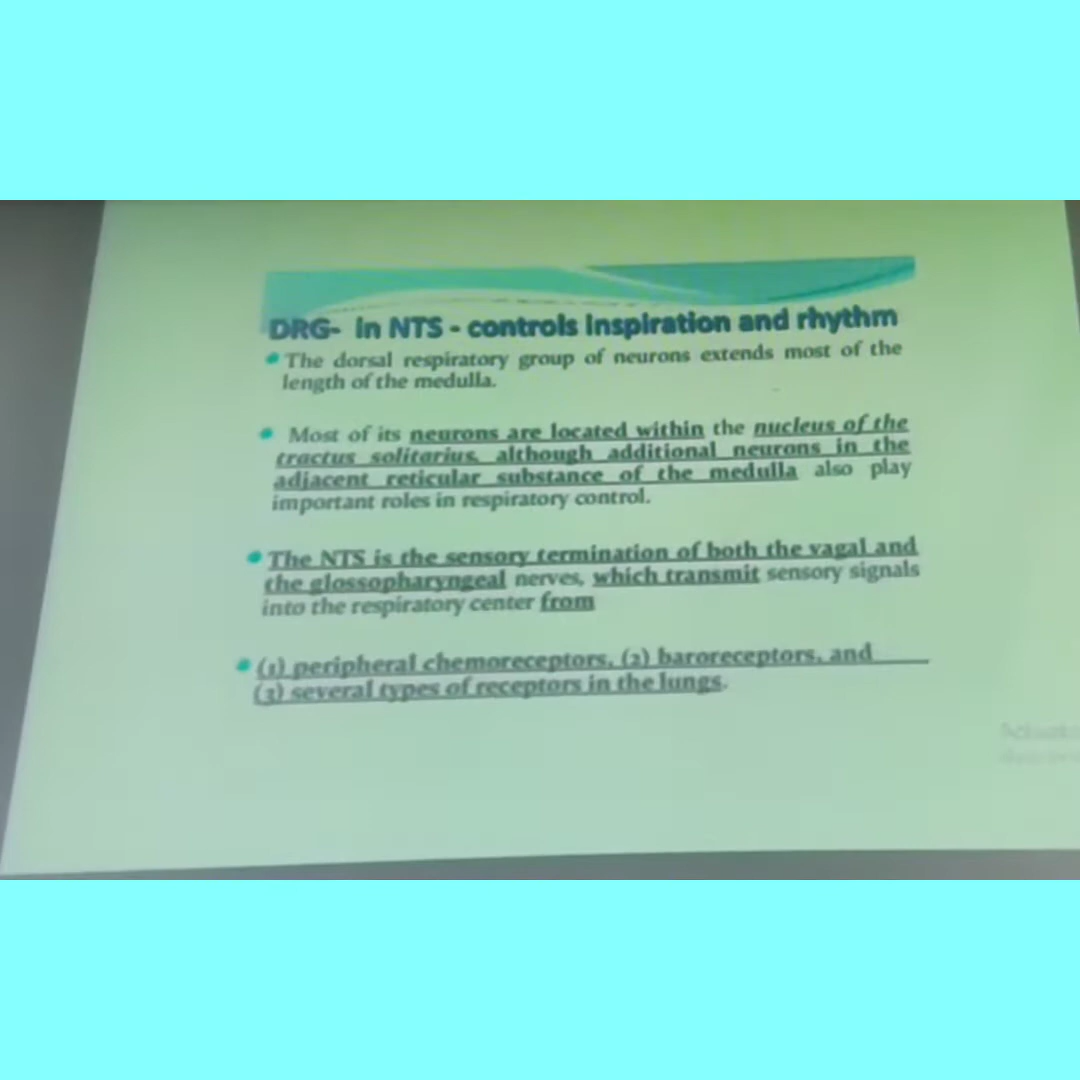 DRG- in NTS - controls Inspiration and rhythm
The dorsal respiratory group of neurons extends most of the
length of the medulla.
Most of its neurons are located within the nucleus of the
tractus solitarius, although additional neurons in the
adjacent reticular substance of the medulla also play
important roles in respiratory control.
The NTS is the sensory termination of both the vagal and
the glossopharyngeal nerves, which transmit sensory signals
into the respiratory center from
(1) peripheral chemoreceptors, (2) baroreceptors, and
(3) several types of receptors in the lungs.